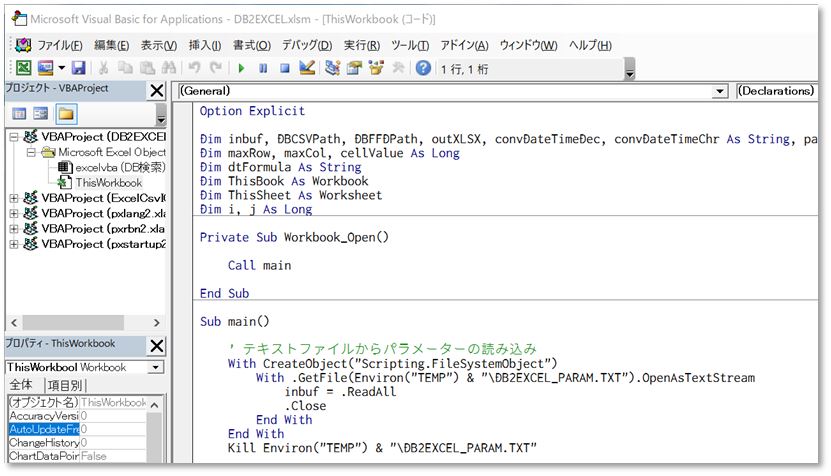 Microsoft Visual Basic for Applications - DB2EXCEL.xlsm - [ThisWorkbook (コード)]
ファイル(F) 編集(E) 表示(V) 挿入(I) 書式(O) デバッグ(D) 実行(R) ツール(T) アドイン(A) ウィンドウ(W) ヘルプ(H)
1 行, 1 桁
プロジェクト - VBAProject
VBAProject (DB2EXCEL
Microsoft Excel Object
excelvba (DB検索)
ThisWorkbook
VBAProject (ExcelCsvIC
VBAProject (pxlang2.xla
VBAProject (pxrbn2.xlan
VBAProject (pxstartup2
プロパティ - ThisWorkbook
ThisWorkbool Workbook
全体 項目別
(オブジェクト名) ThisWorkbook
AccuracyVersi 0
AutoUpdateFre 0
ChangeHistory 0
ChartDataPoir False
(General) (Declarations)
Option Explicit
Dim inbuf, DBCSVPath, DBFFDPath, outXLSX, convDateTimeDec, convDateTimeChr As String, pa
Dim maxRow, maxCol, cellValue As Long
Dim dtFormula As String
Dim ThisBook As Workbook
Dim ThisSheet As Worksheet
Dim i, j As Long
Private Sub Workbook_Open()
Call main
End Sub
Sub main()
' テキストファイルからパラメーターの読み込み
With CreateObject("Scripting.FileSystemObject")
With .GetFile(Environ("TEMP") & "\DB2EXCEL_PARAM.TXT").OpenAsTextStream
inbuf = .ReadAll
.Close
End With
End With
Kill Environ("TEMP") & "\DB2EXCEL_PARAM.TXT"